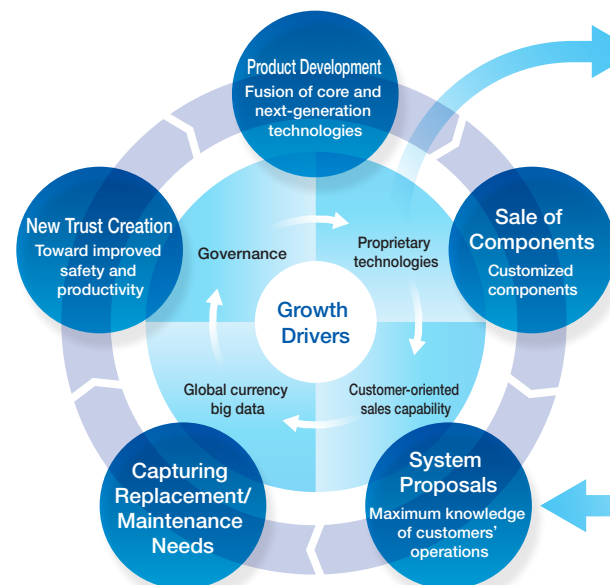 Product Development
Fusion of core and
next-generation
technologies
New Trust Creation
Toward improved
safety and
productivity
Sale of
Components
Customized
components
Governance
Proprietary
technologies
Growth
Drivers
Global currency
big data
Customer-oriented
sales capability
Capturing
Replacement/
Maintenance
Needs
System
Proposals
Maximum knowledge
of customers’
operations